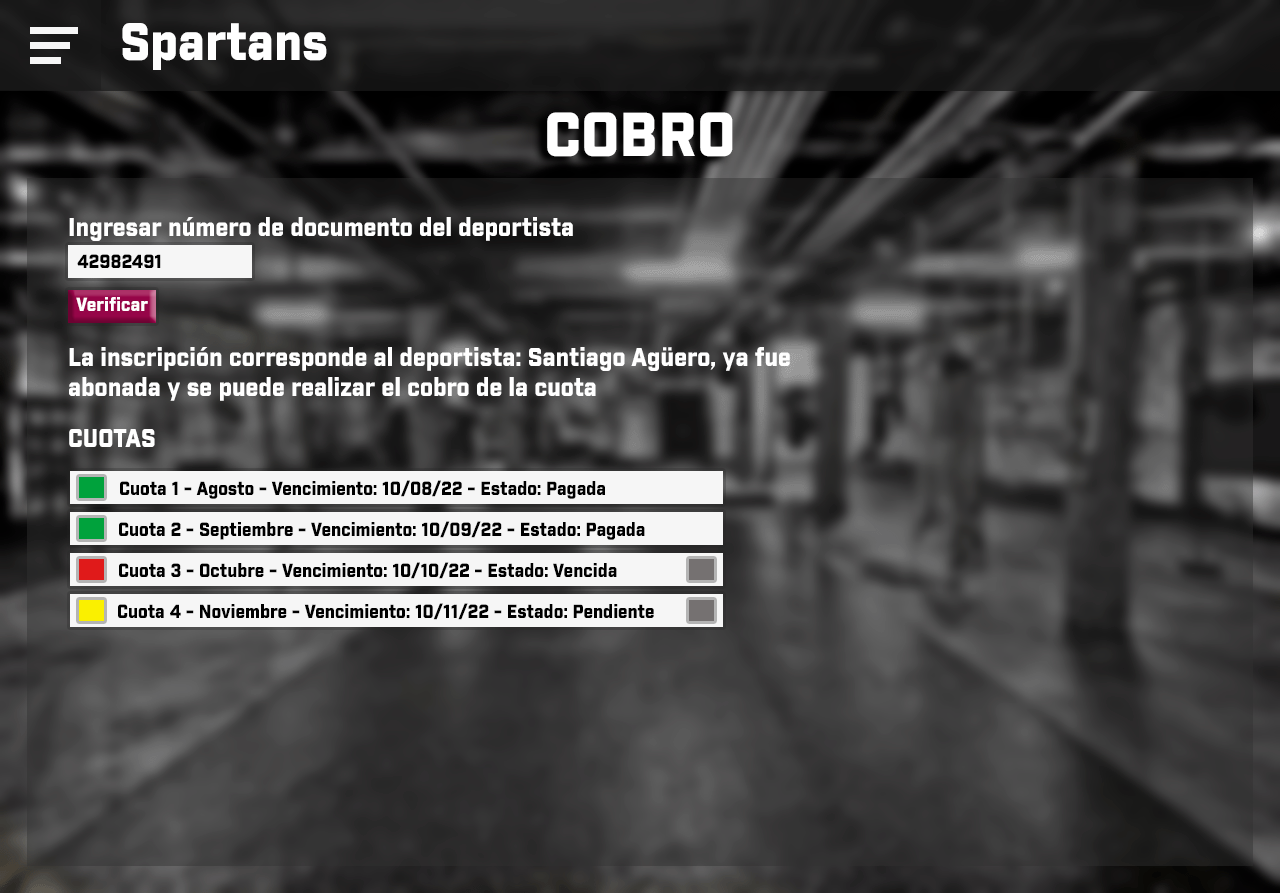 Spartans
COBRO
Ingresar número de documento del deportista
42982491
Verificar
La inscripción corresponde al deportista: Santiago Agüero, ya fue
abonada y se puede realizar el cobro de la cuota
CUOTAS
Cuota 1 - Agosto - Vencimiento: 10/08/22 - Estado: Pagada
Cuota 2 - Septiembre - Vencimiento: 10/09/22 - Estado: Pagada
Cuota 3 - Octubre - Vencimiento: 10/10/22 - Estado: Vencida
Cuota 4 - Noviembre - Vencimiento: 10/11/22 - Estado: Pendiente